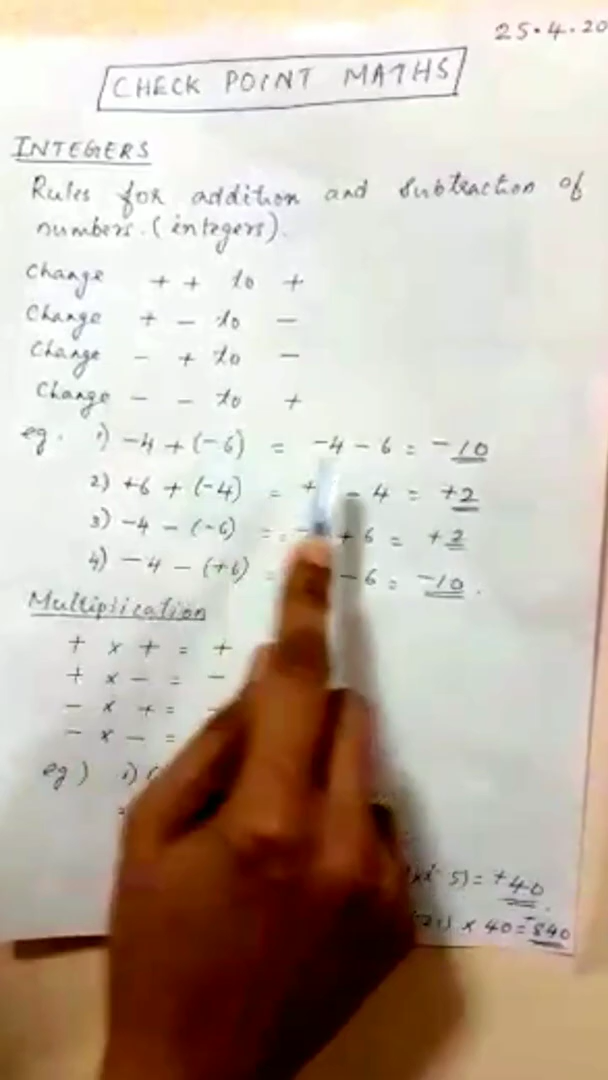 25.4.20
CHECK POINT MATHS
INTEGERS
Rules for addition and Subtraction of
numbers. (integers).
Change + + to +
Change + - to -
Change - + to -
Change - - to +
eg. 1) -4 + (-6) = -4 - 6 = -10
2) +6 + (-4) = + - 4 = +2
3) -4 - (-6) = - + 6 = +2
4) -4 - (+6) = - 6 = -10.
Multiplication
+ x + = +
+ x - = -
- x + = -
- x - =
eg) 1) (
=
5) = +40.
x 40 = -840